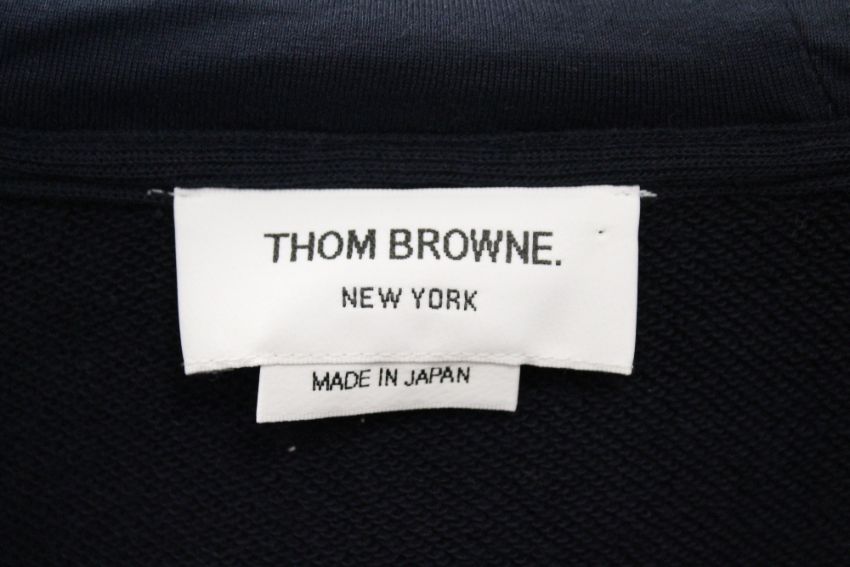 THOM BROWNE.
NEW YORK
MADE IN JAPAN